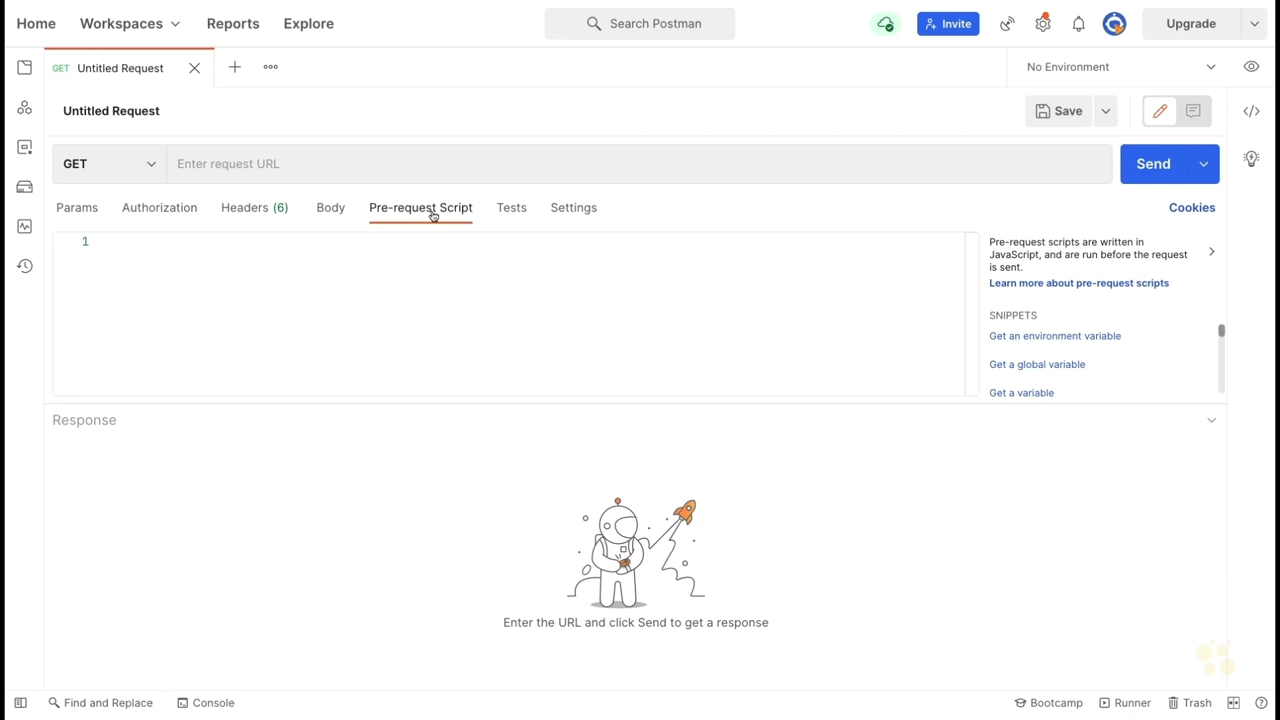 Home Workspaces Reports Explore Search Postman Invite Upgrade
GET Untitled Request No Environment
Untitled Request Save
GET Enter request URL Send
Params Authorization Headers (6) Body Pre-request Script Tests Settings Cookies
1
Pre-request scripts are written in
JavaScript, and are run before the request
is sent.
Learn more about pre-request scripts
SNIPPETS
Get an environment variable
Get a global variable
Get a variable
Response
Enter the URL and click Send to get a response
Find and Replace Console Bootcamp Runner Trash